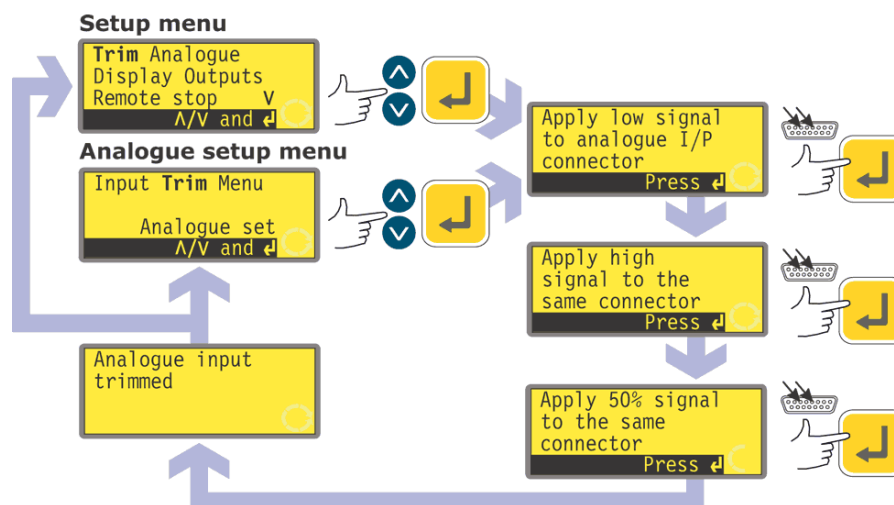 Setup menu
Trim Analogue
Display Outputs
Remote stop V
Λ/V and ↲
Analogue setup menu
Input Trim Menu
Analogue set
Λ/V and ↲
Apply low signal
to analogue I/P
connector
Press ↲
Apply high
signal to the
same connector
Press ↲
Apply 50% signal
to the same
connector
Press ↲
Analogue input
trimmed